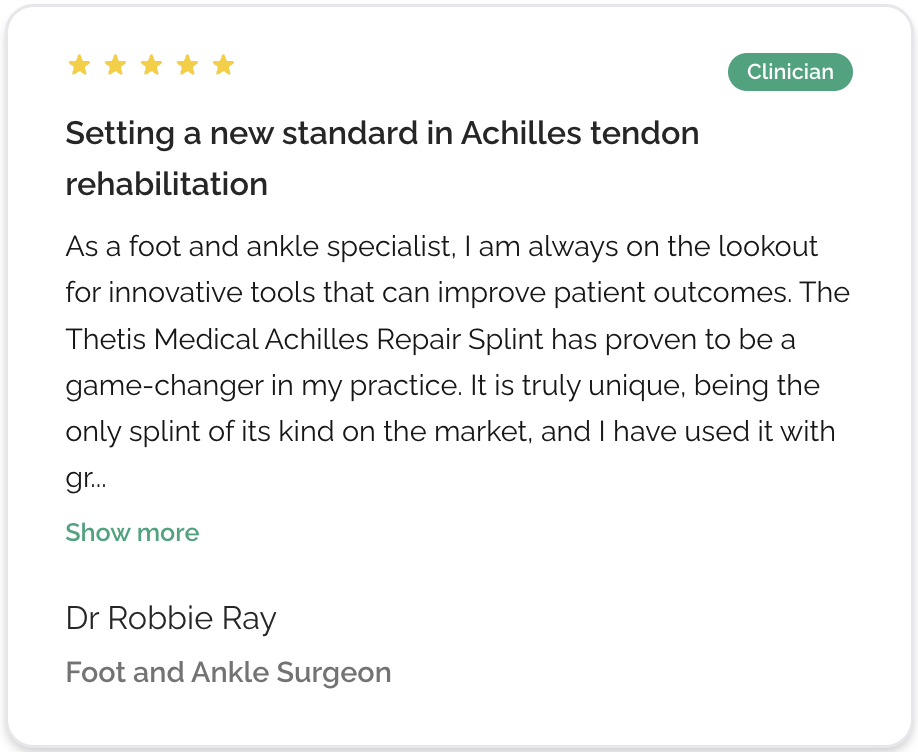 Clinician
Setting a new standard in Achilles tendon
rehabilitation
As a foot and ankle specialist, I am always on the lookout
for innovative tools that can improve patient outcomes. The
Thetis Medical Achilles Repair Splint has proven to be a
game-changer in my practice. It is truly unique, being the
only splint of its kind on the market, and I have used it with
gr...
Show more
Dr Robbie Ray
Foot and Ankle Surgeon